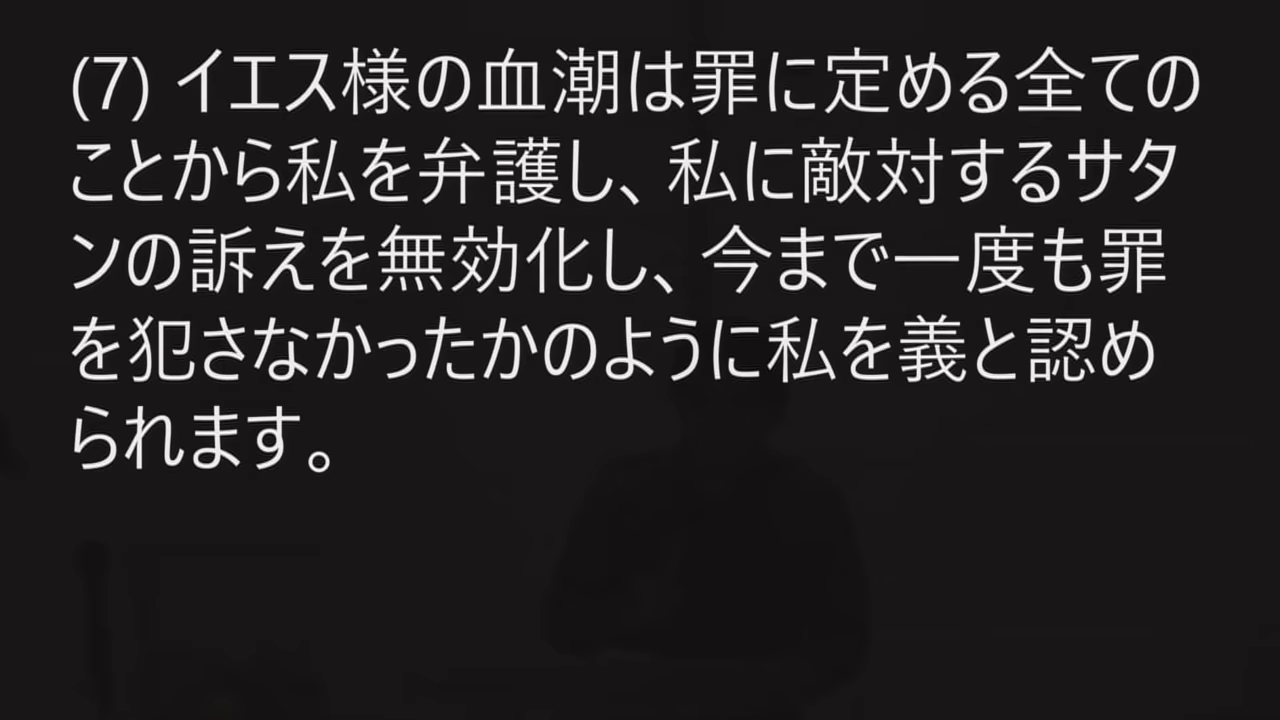 (7) イエス様の血潮は罪に定める全ての
ことから私を弁護し、私に敵対するサタ
ンの訴えを無効化し、今まで一度も罪
を犯さなかったかのように私を義と認め
られます。